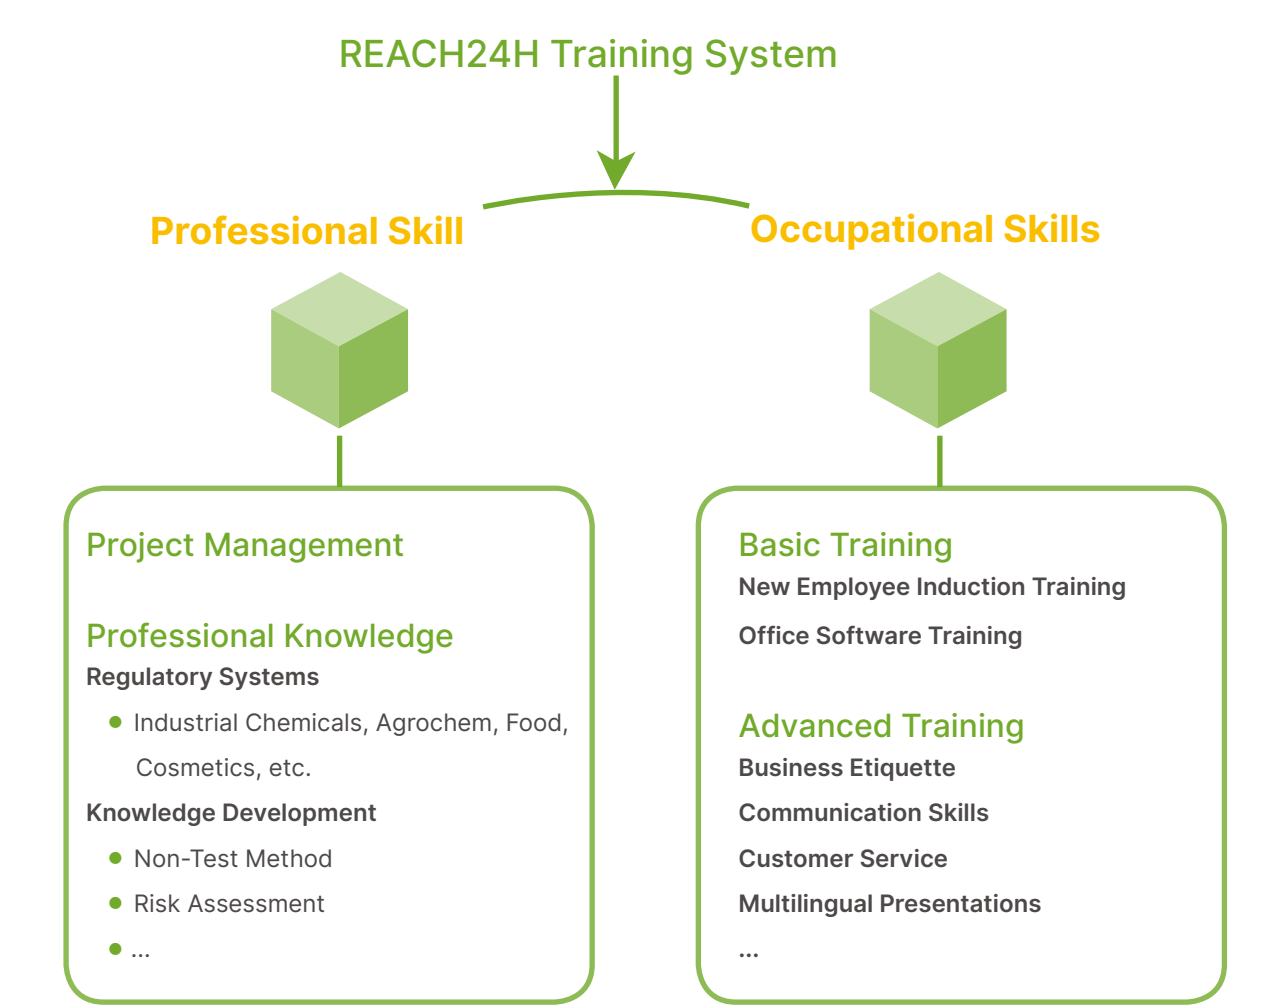 REACH24H Training System
Professional Skill
Occupational Skills
Project Management
Professional Knowledge
Regulatory Systems
Industrial Chemicals, Agrochem, Food,
Cosmetics, etc.
Knowledge Development
Non-Test Method
Risk Assessment
...
Basic Training
New Employee Induction Training
Office Software Training
Advanced Training
Business Etiquette
Communication Skills
Customer Service
Multilingual Presentations
...